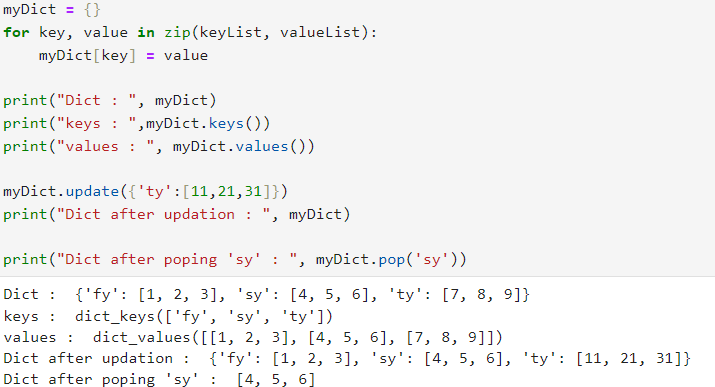 myDict = {}
for key, value in zip(keyList, valueList):
    myDict[key] = value
print("Dict : ", myDict)
print("keys : ",myDict.keys())
print("values : ", myDict.values())
myDict.update({'ty':[11,21,31]})
print("Dict after updation : ", myDict)
print("Dict after poping 'sy' : ", myDict.pop('sy'))
Dict :  {'fy': [1, 2, 3], 'sy': [4, 5, 6], 'ty': [7, 8, 9]}
keys :  dict_keys(['fy', 'sy', 'ty'])
values :  dict_values([[1, 2, 3], [4, 5, 6], [7, 8, 9]])
Dict after updation :  {'fy': [1, 2, 3], 'sy': [4, 5, 6], 'ty': [11, 21, 31]}
Dict after poping 'sy' :  [4, 5, 6]